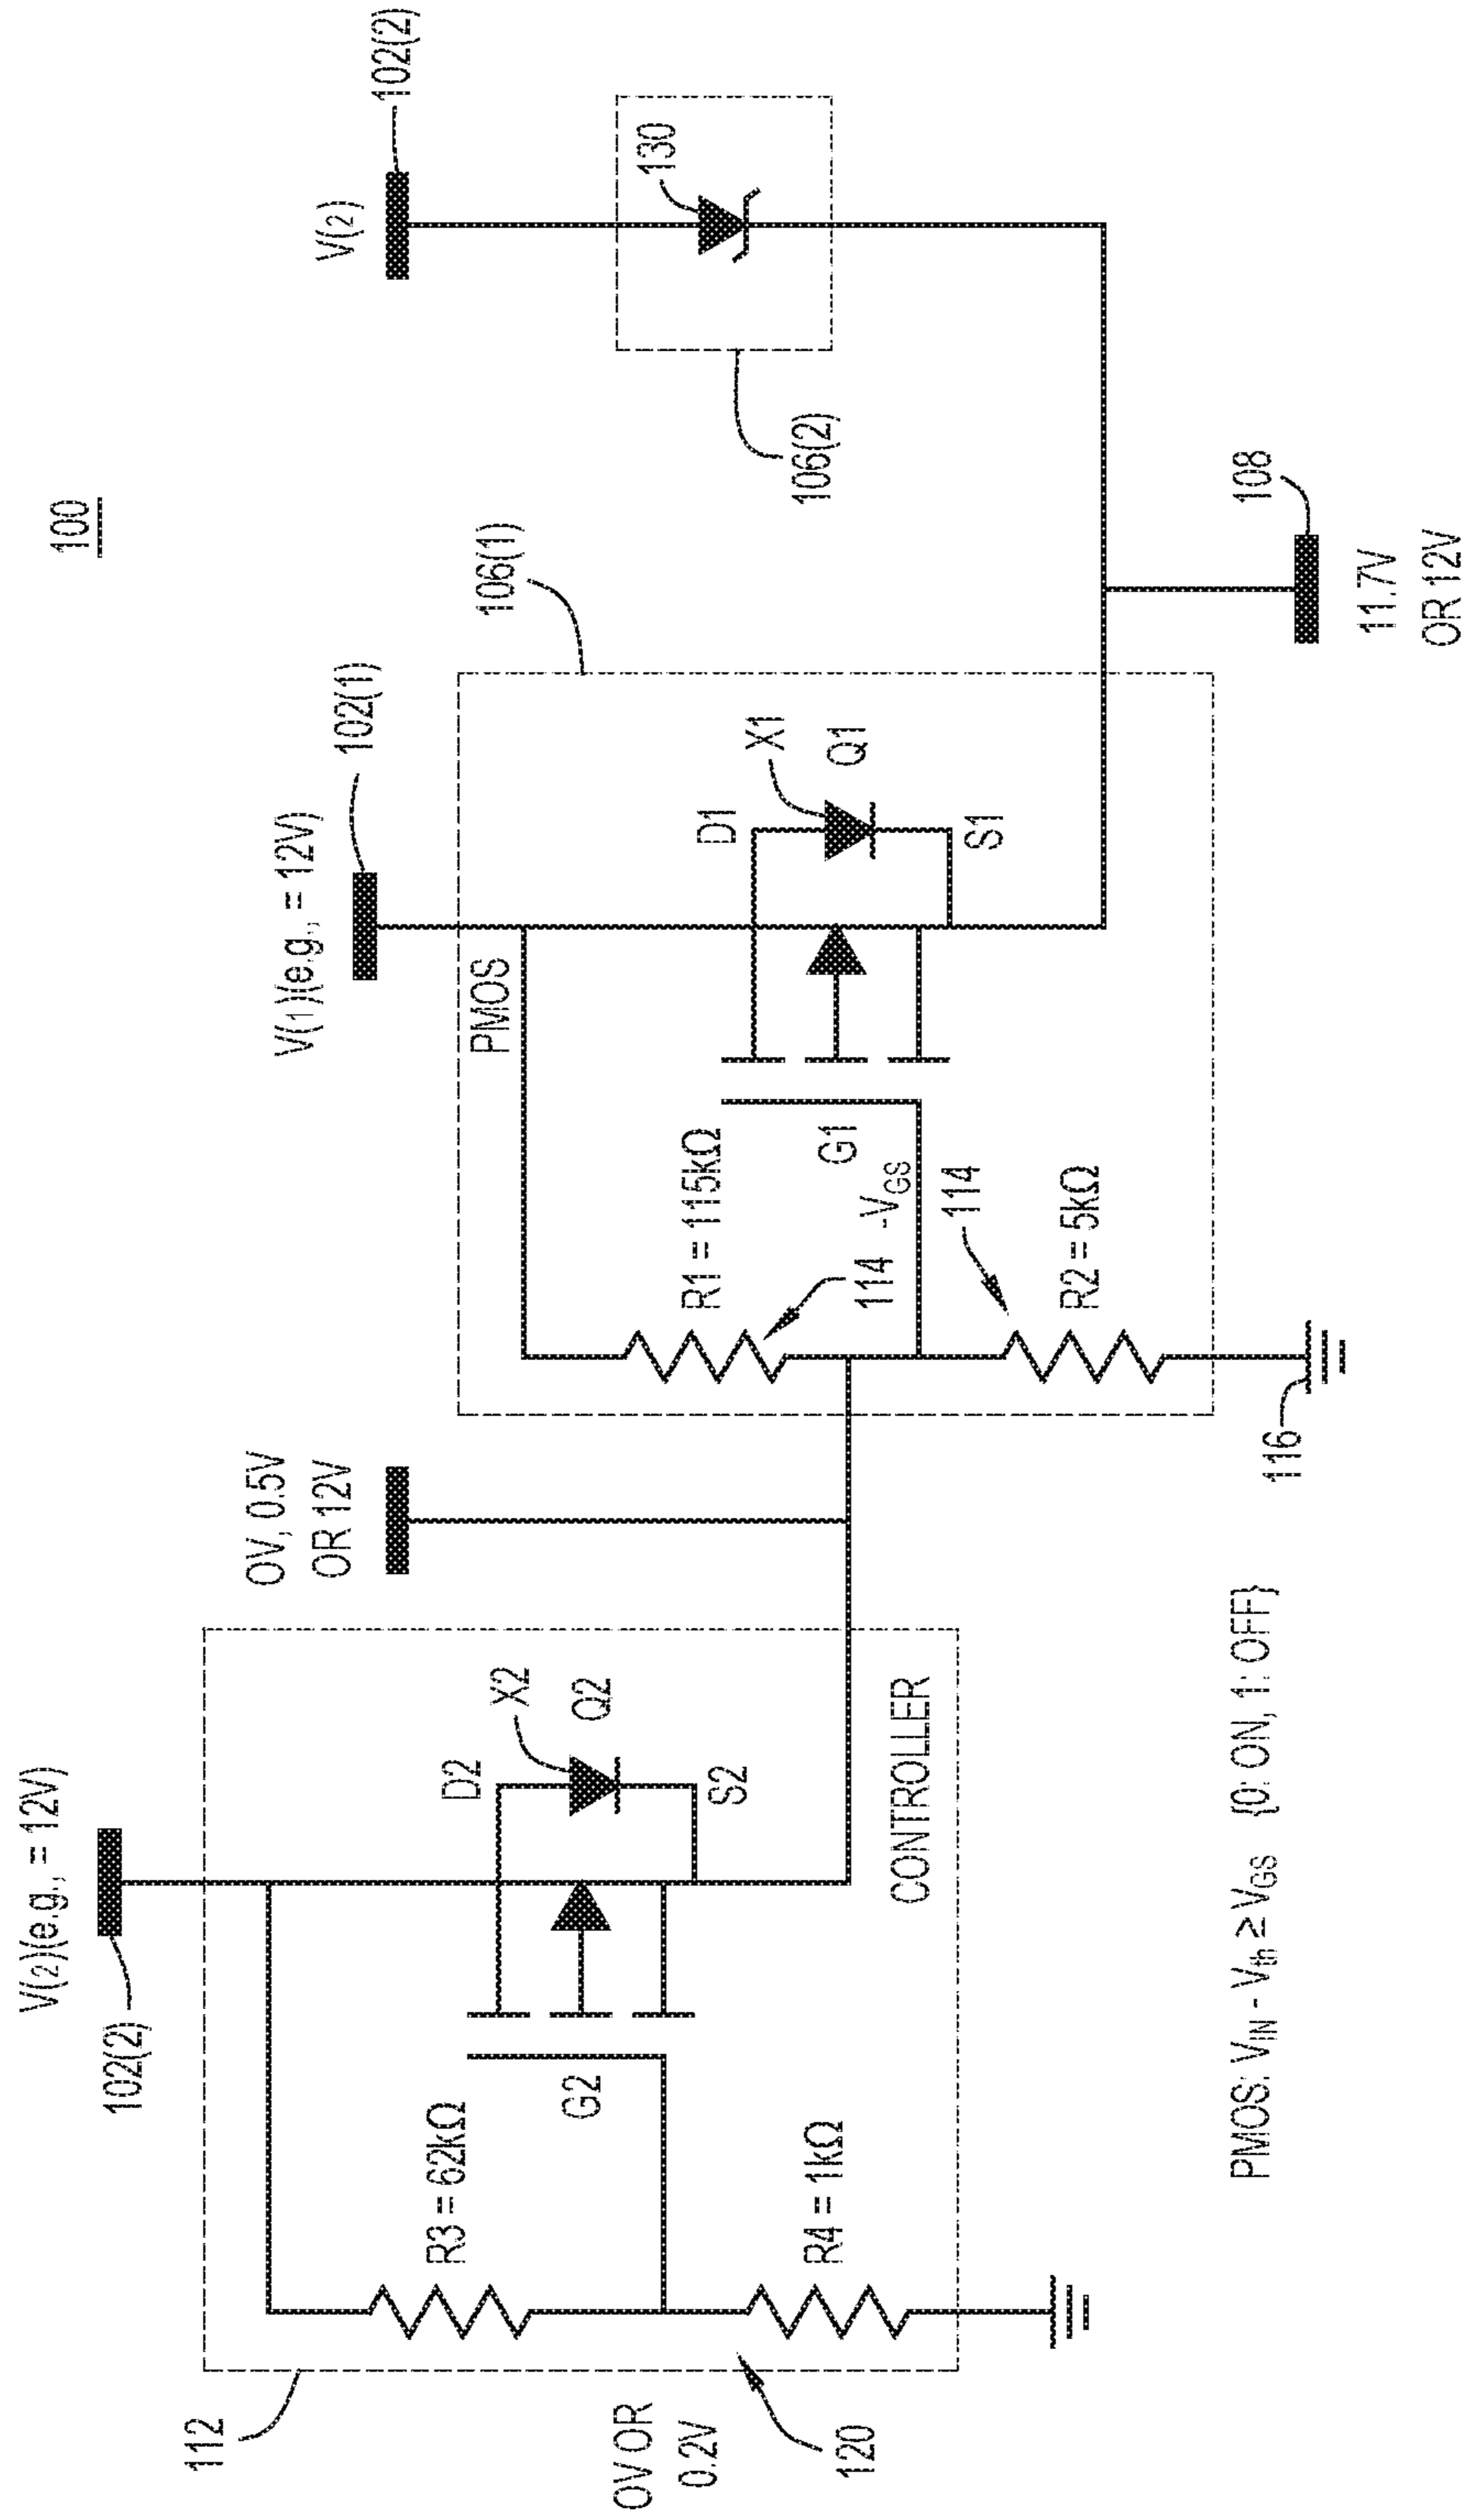 100
V(2)(e.g., = 12V)
102(2)
112
D2
X2
Q2
S2
G2
R3 = 62kΩ
R4 = 1kΩ
CONTROLLER
0V OR
0.2V
120
0V, 0.5V
OR 12V
V(1)(e.g., = 12V)
102(1)
106(1)
PMOS
D1
X1
Q1
S1
G1
R1 = 115kΩ
114
-VGS
114
R2 = 5kΩ
116
V(2)
102(2)
130
106(2)
108
11.7V
OR 12V
PMOS: VIN - Vth ≥ VGS {0: ON, 1: OFF}